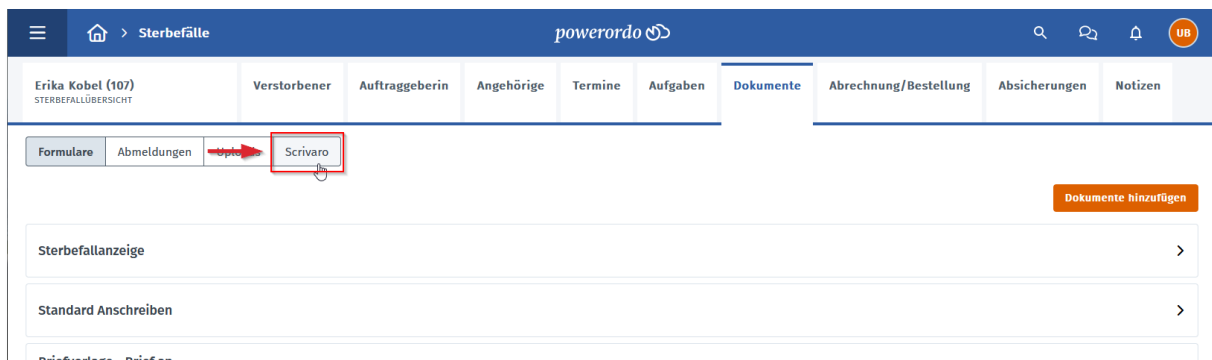 Sterbefälle
powerordo
UB
Erika Kobel (107)
STERBEFALLÜBERSICHT
Verstorbener
Auftraggeberin
Angehörige
Termine
Aufgaben
Dokumente
Abrechnung/Bestellung
Absicherungen
Notizen
Formulare
Abmeldungen
Scrivaro
Dokumente hinzufügen
Sterbefallanzeige
Standard Anschreiben